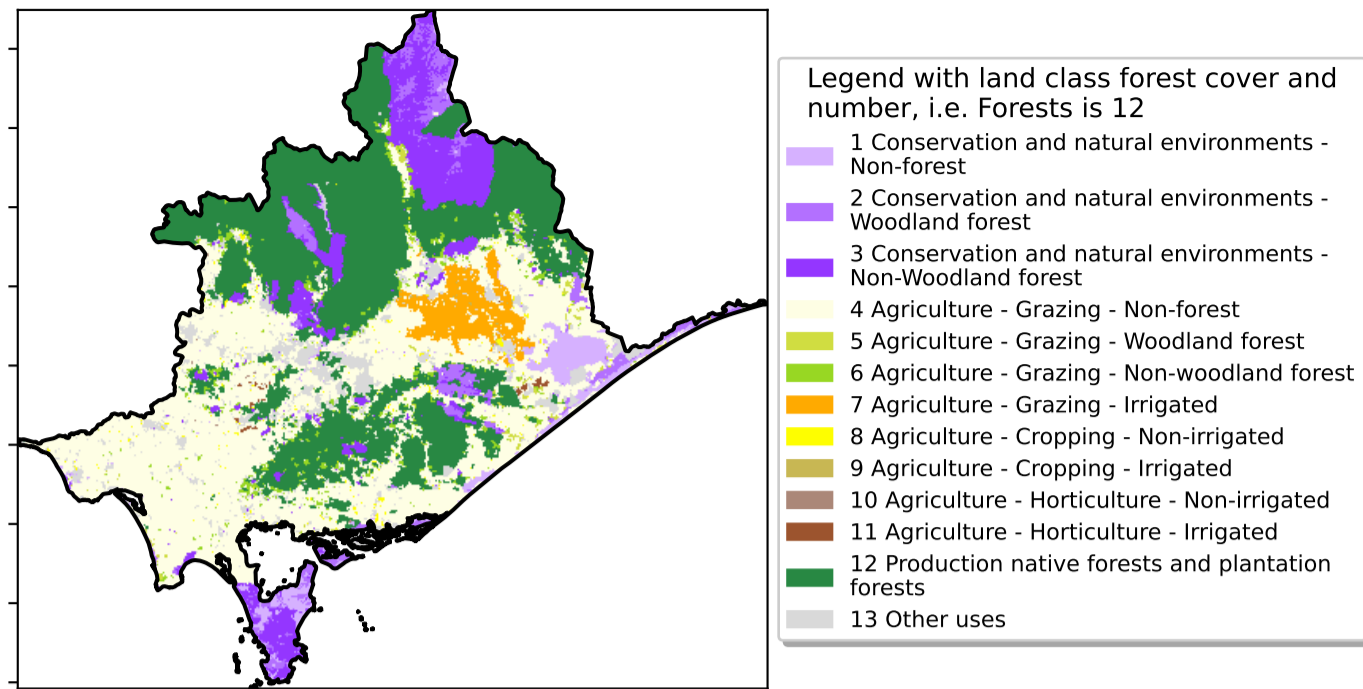 Legend with land class forest cover and
number, i.e. Forests is 12
1 Conservation and natural environments -
Non-forest
2 Conservation and natural environments -
Woodland forest
3 Conservation and natural environments -
Non-Woodland forest
4 Agriculture - Grazing - Non-forest
5 Agriculture - Grazing - Woodland forest
6 Agriculture - Grazing - Non-woodland forest
7 Agriculture - Grazing - Irrigated
8 Agriculture - Cropping - Non-irrigated
9 Agriculture - Cropping - Irrigated
10 Agriculture - Horticulture - Non-irrigated
11 Agriculture - Horticulture - Irrigated
12 Production native forests and plantation
forests
13 Other uses